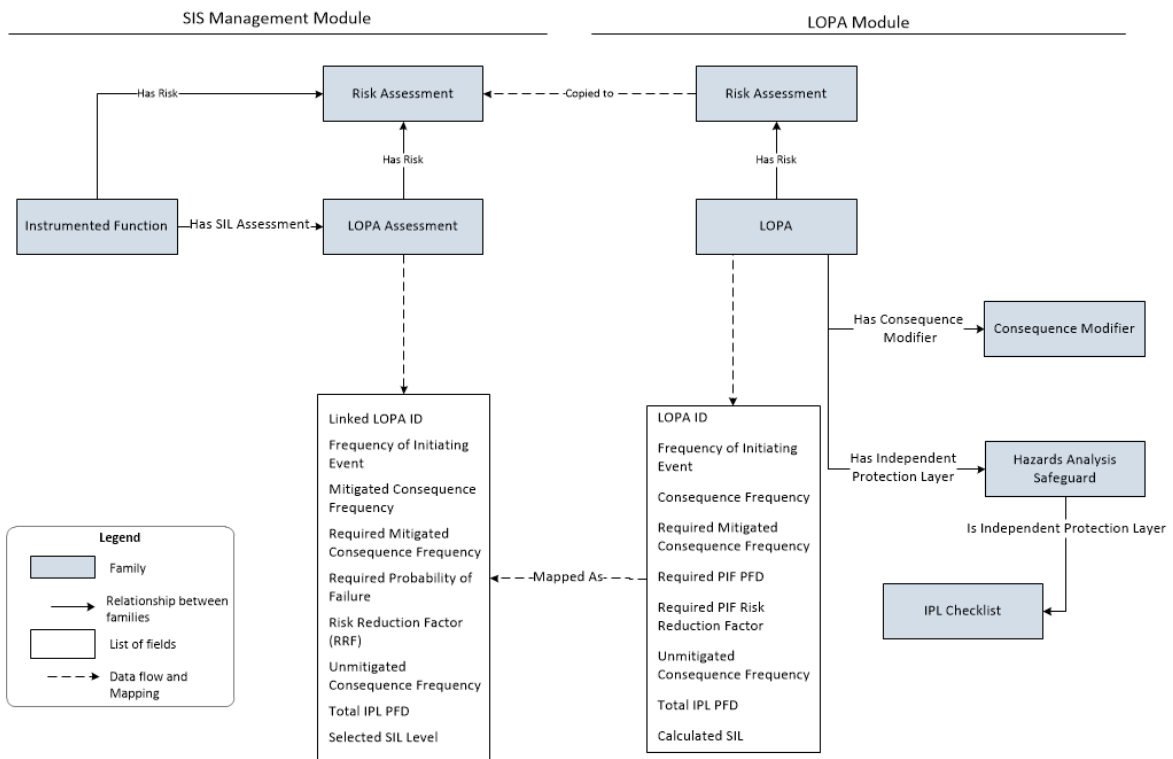 SIS Management Module
LOPA Module
Risk Assessment
Risk Assessment
Has Risk
Copied to
Has Risk
Has Risk
Instrumented Function
Has SIL Assessment
LOPA Assessment
LOPA
Has Consequence
Modifier
Consequence Modifier
Linked LOPA ID
Frequency of Initiating
Event
Mitigated Consequence
Frequency
Required Mitigated
Consequence Frequency
Required Probability of
Failure
Risk Reduction Factor
(RRF)
Unmitigated
Consequence Frequency
Total IPL PFD
Selected SIL Level
Mapped As
LOPA ID
Frequency of Initiating
Event
Consequence Frequency
Required Mitigated
Consequence Frequency
Required PIF PFD
Required PIF Risk
Reduction Factor
Unmitigated
Consequence Frequency
Total IPL PFD
Calculated SIL
Has Independent
Protection Layer
Hazards Analysis
Safeguard
Is Independent Protection Layer
IPL Checklist
Legend
Family
Relationship between
families
List of fields
Data flow and
Mapping